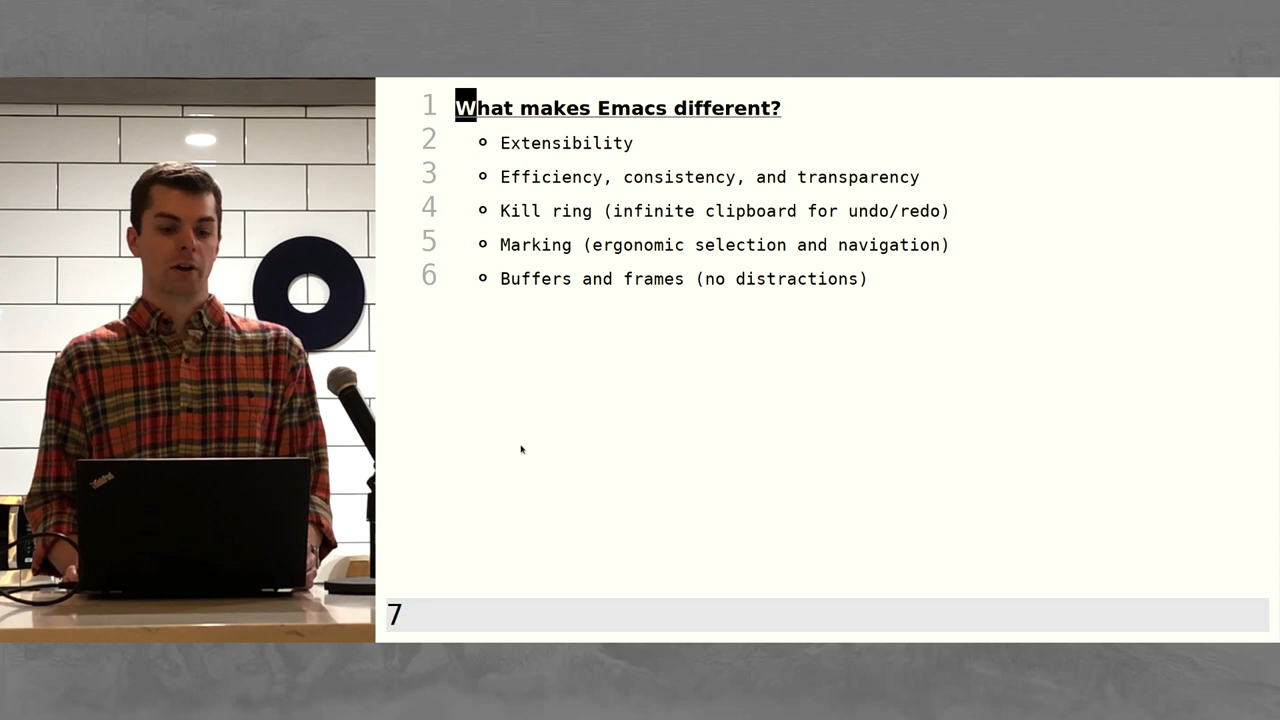 1 What makes Emacs different?
2 Extensibility
3 Efficiency, consistency, and transparency
4 Kill ring (infinite clipboard for undo/redo)
5 Marking (ergonomic selection and navigation)
6 Buffers and frames (no distractions)
7
ThinkPad